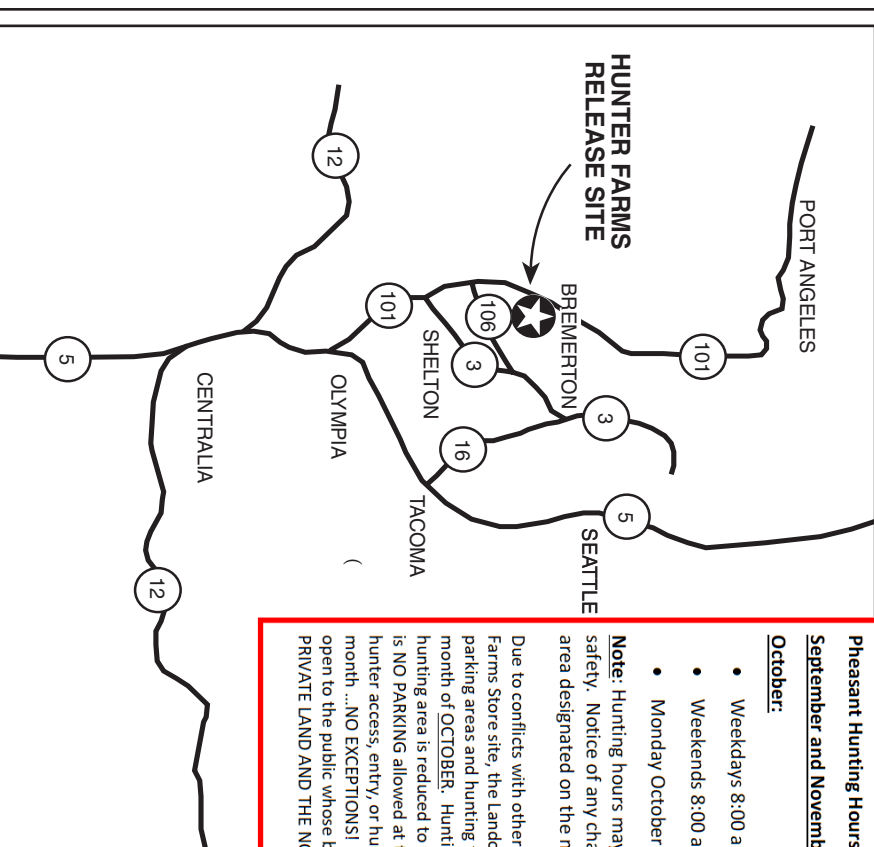 PORT ANGELES
101
HUNTER FARMS
RELEASE SITE
3
5
SEATTLE
BREMERTON
106
3
16
101
SHELTON
TACOMA
12
OLYMPIA
CENTRALIA
12
5
(
Pheasant Hunting Hours
September and Novemb
October:
• Weekdays 8:00 a
• Weekends 8:00 a
• Monday October
Note: Hunting hours may
safety. Notice of any cha
area designated on the n
Due to conflicts with other
Farms Store site, the Lando
parking areas and hunting
month of OCTOBER. Hunti
hunting area is reduced to
is NO PARKING allowed at t
hunter access, entry, or hu
month ...NO EXCEPTIONS!
open to the public whose b
PRIVATE LAND AND THE NO